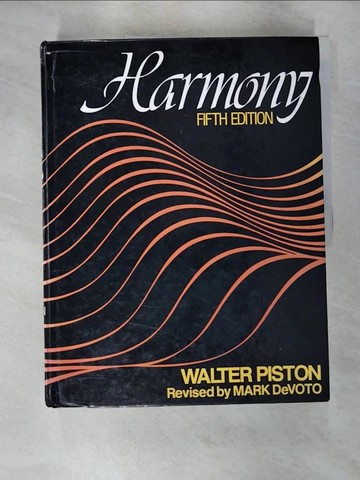 Harmony
FIFTH EDITION
WALTER PISTON
Revised by MARK DeVOTO